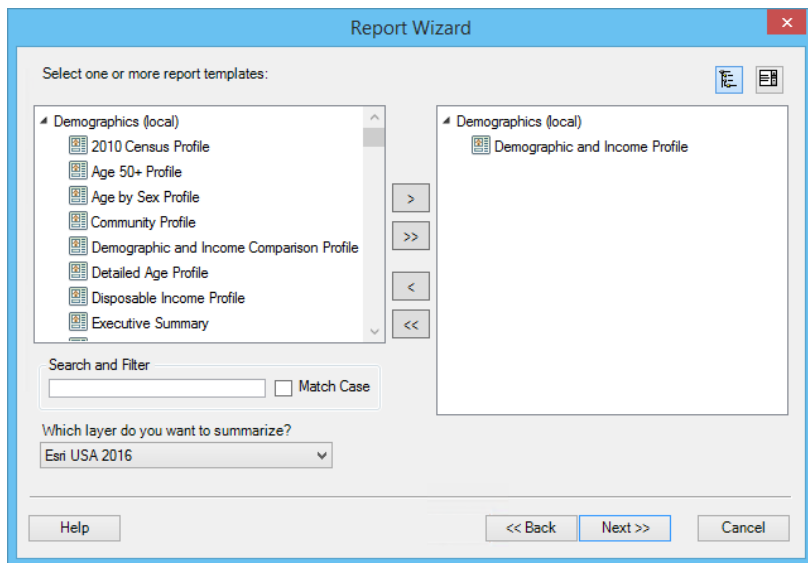 Report Wizard
Select one or more report templates:
Demographics (local)
2010 Census Profile
Age 50+ Profile
Age by Sex Profile
Community Profile
Demographic and Income Comparison Profile
Detailed Age Profile
Disposable Income Profile
Executive Summary
>
>>
<
<<
Demographics (local)
Demographic and Income Profile
Search and Filter
Match Case
Which layer do you want to summarize?
Esri USA 2016
Help
<< Back
Next >>
Cancel